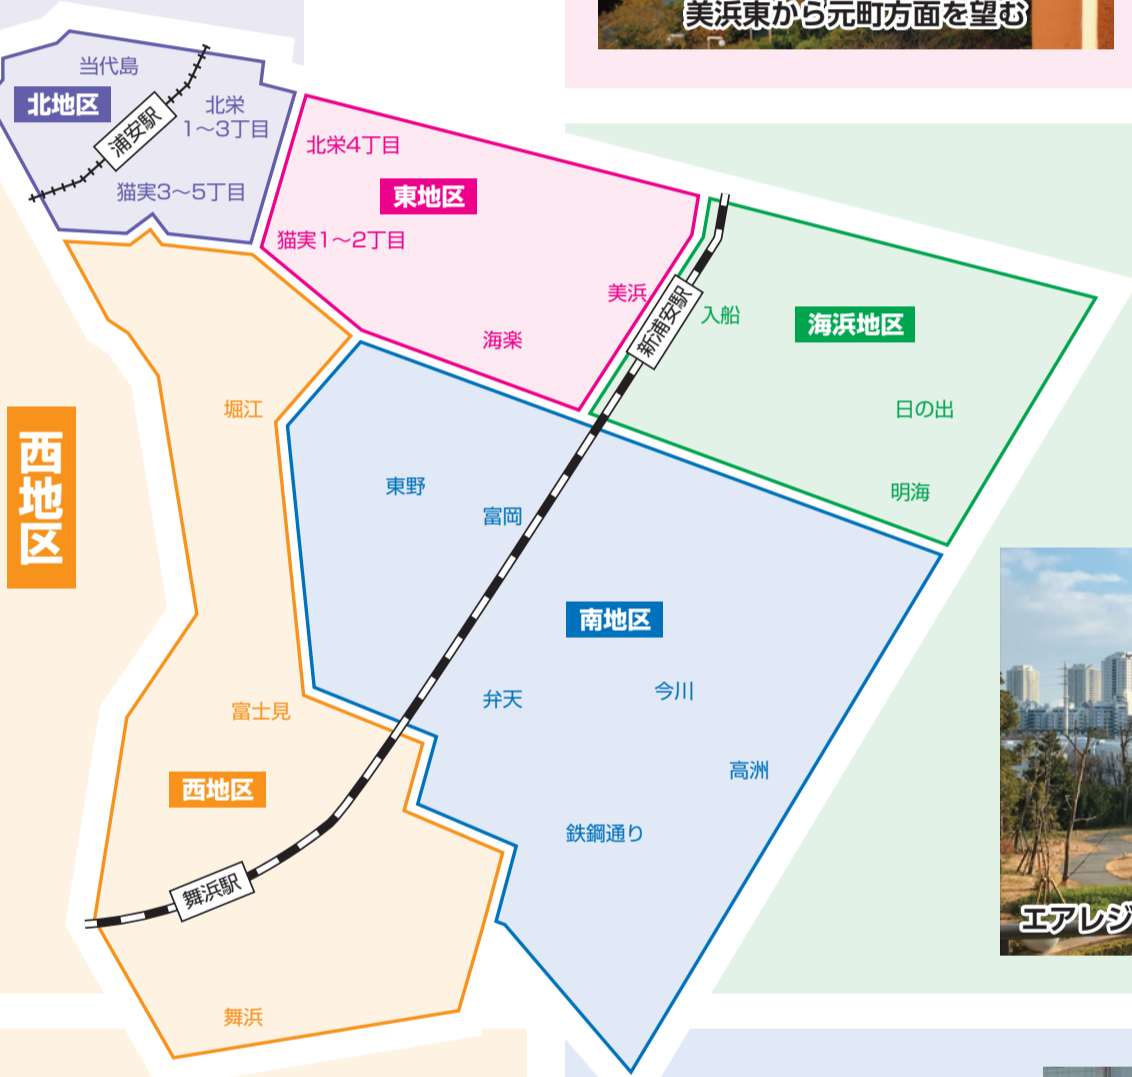 美浜東から元町方面を望む
当代島
北地区
浦安駅
北栄
1〜3丁目
猫実3〜5丁目
北栄4丁目
東地区
猫実1〜2丁目
美浜
海楽
新浦安駅
入船
海浜地区
日の出
明海
西地区
堀江
東野
富岡
南地区
弁天
今川
富士見
西地区
高洲
鉄鋼通り
舞浜駅
エアレジ
舞浜